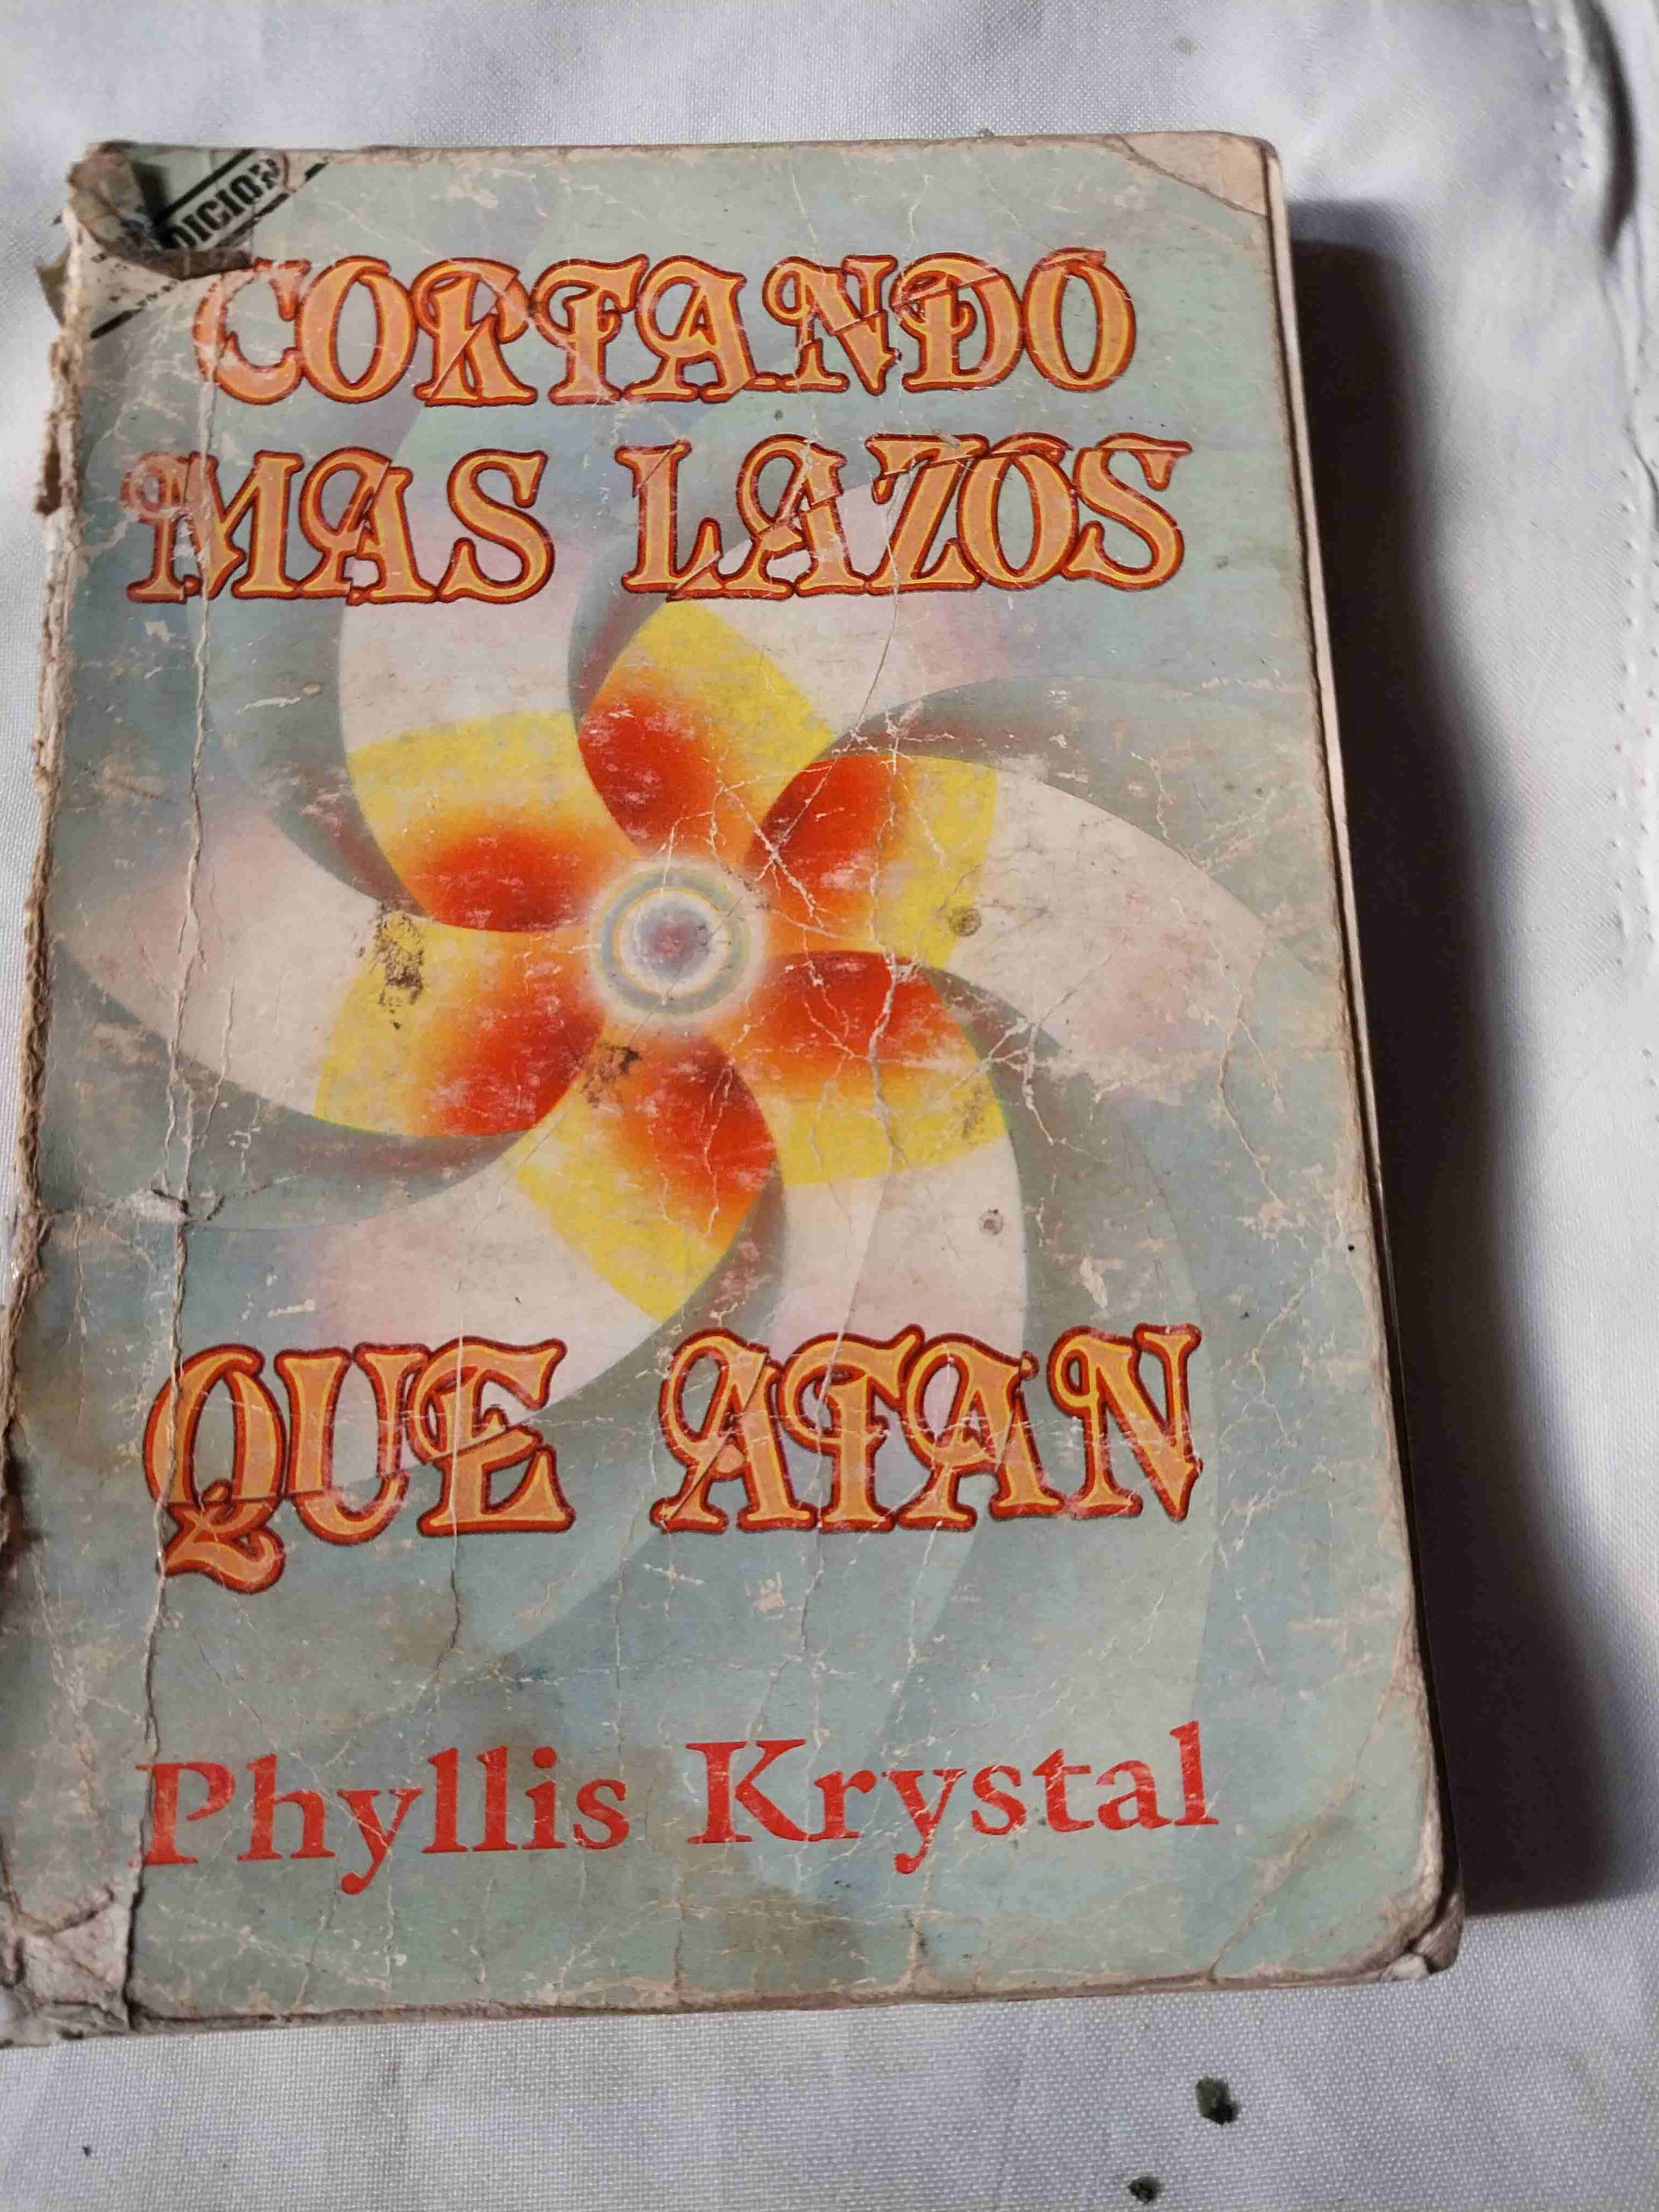 CORTANDO
MAS LAZOS
QUE ATAN
Phyllis Krystal